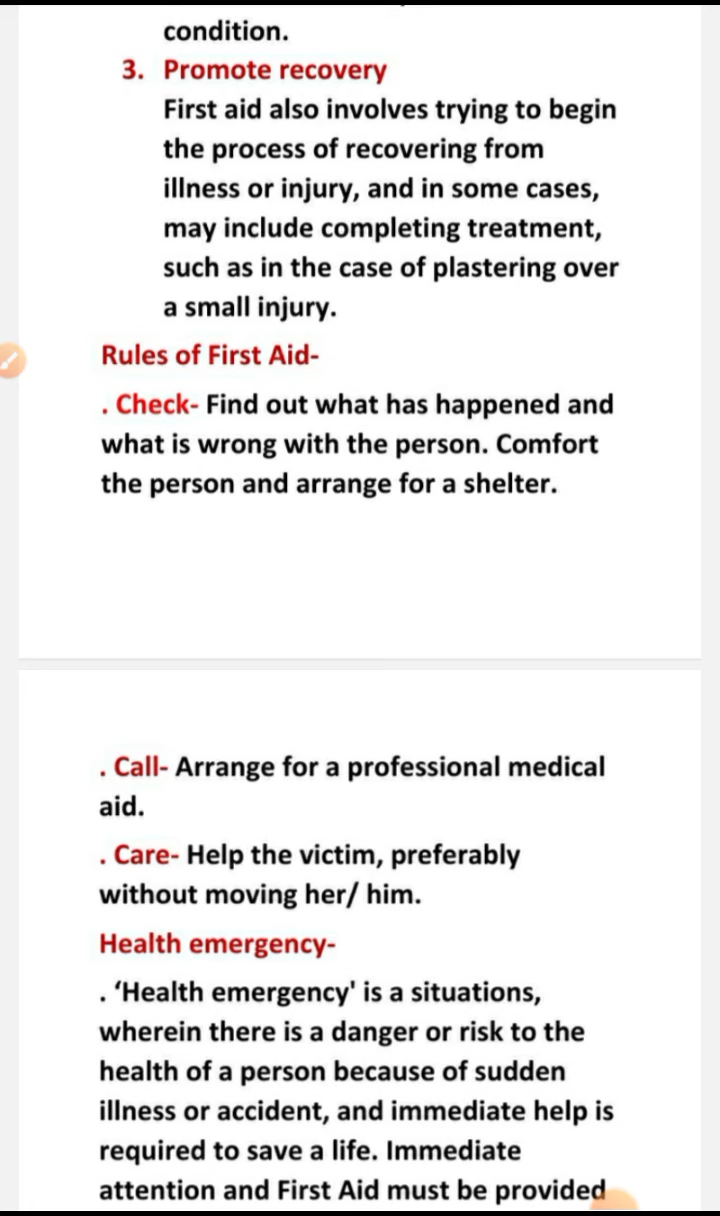 condition.
3. Promote recovery
First aid also involves trying to begin
the process of recovering from
illness or injury, and in some cases,
may include completing treatment,
such as in the case of plastering over
a small injury.
Rules of First Aid-
. Check- Find out what has happened and
what is wrong with the person. Comfort
the person and arrange for a shelter.
. Call- Arrange for a professional medical
aid.
. Care- Help the victim, preferably
without moving her/ him.
Health emergency-
. ‘Health emergency' is a situations,
wherein there is a danger or risk to the
health of a person because of sudden
illness or accident, and immediate help is
required to save a life. Immediate
attention and First Aid must be provided